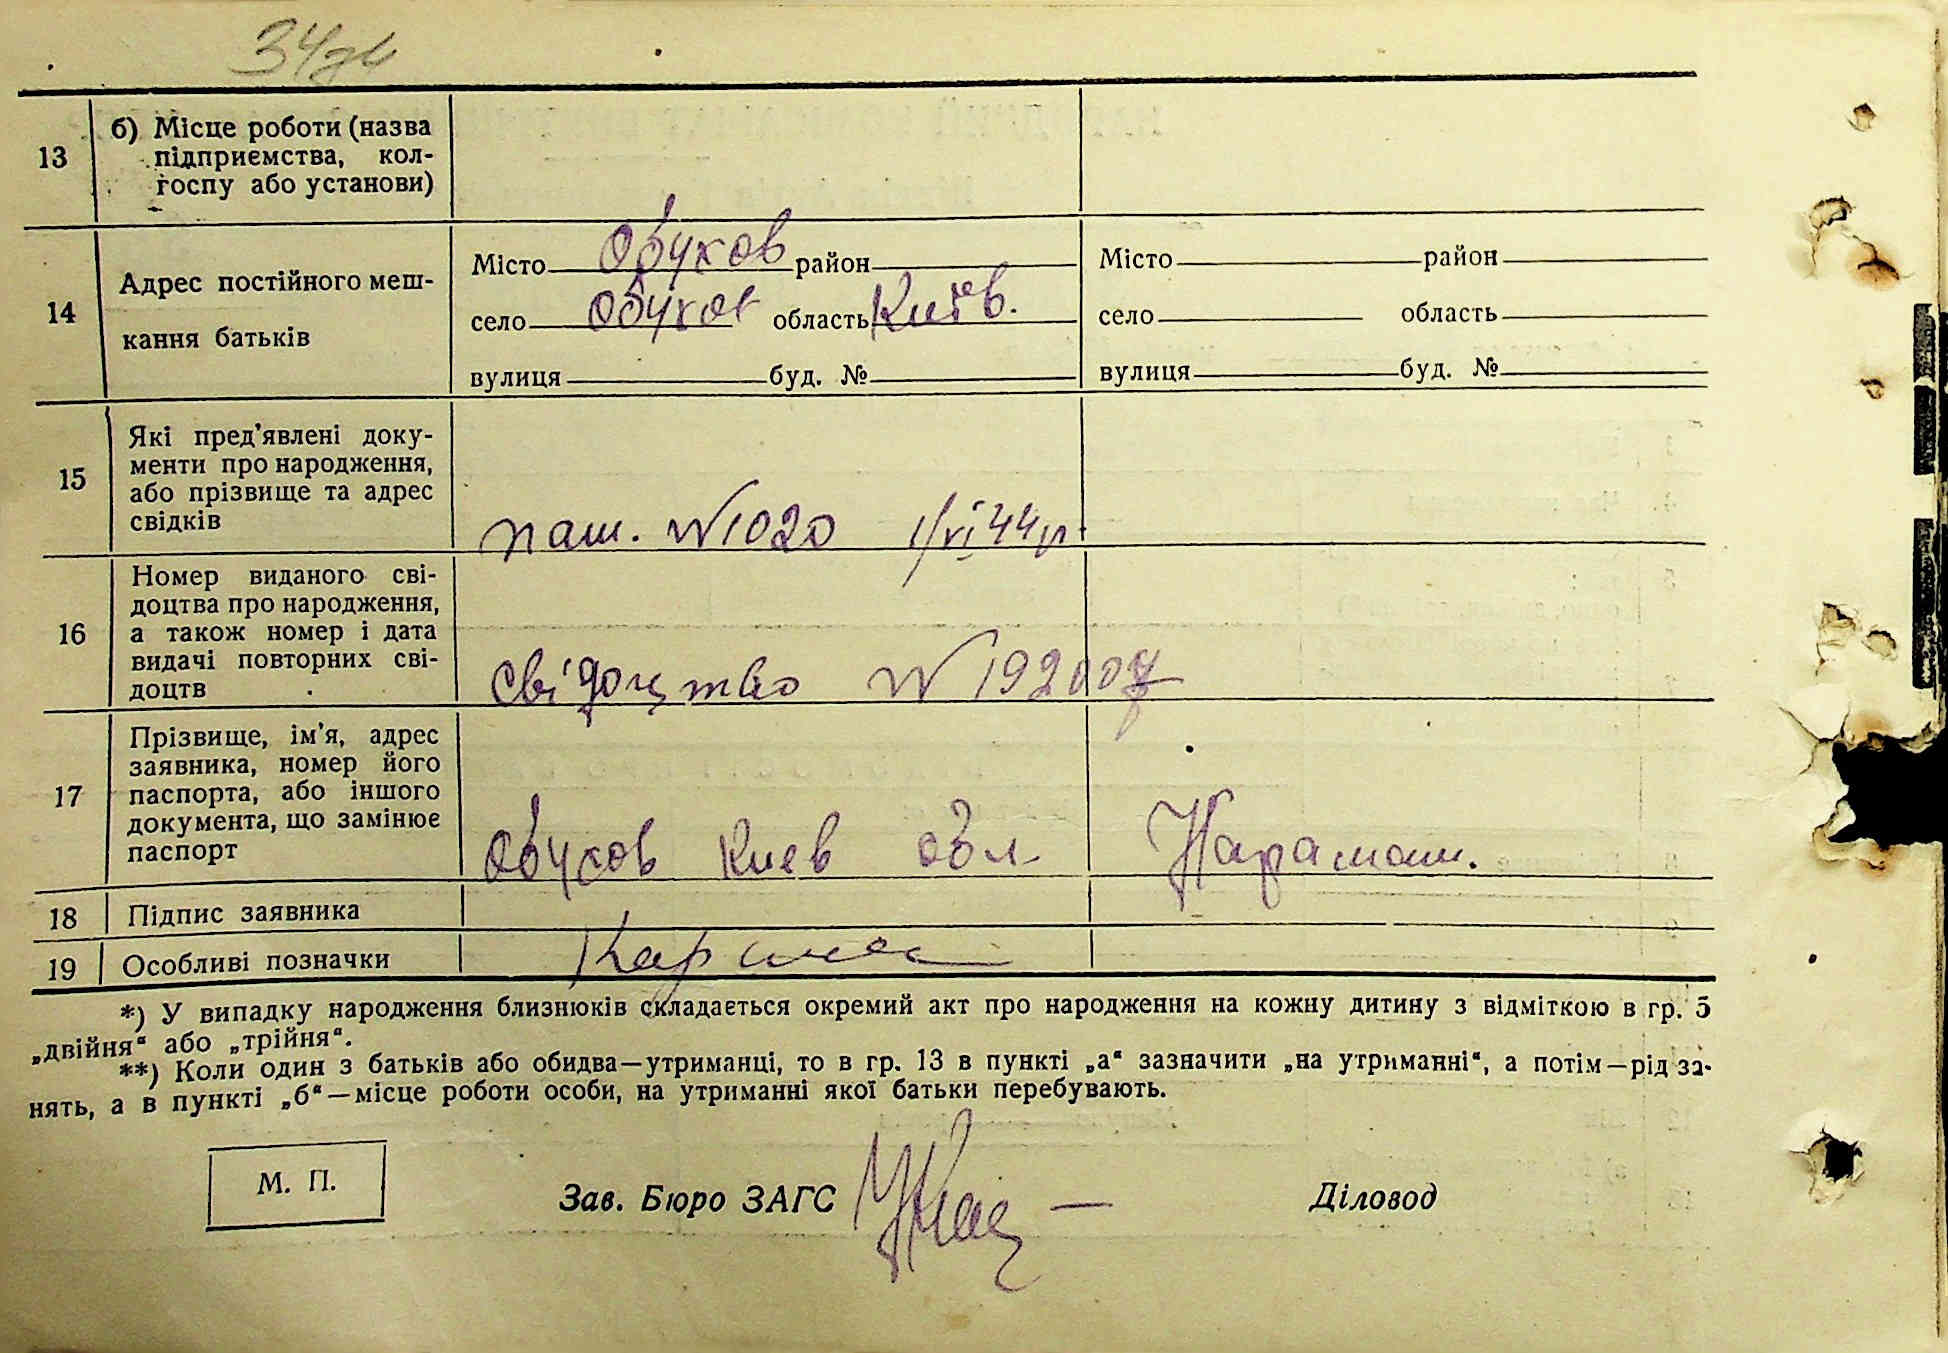 34
13
б) Місце роботи (назва
підприємства, кол-
госпу або установи)
14
Адрес постійного меш-
кання батьків
Місто Обухов район
село Обухов область Київ.
вулиця буд. №
Місто район
село область
вулиця буд. №
15
Які пред'явлені доку-
менти про народження,
або прізвище та адрес
свідків
паш. №1020 1/VI 44р
16
Номер виданого сві-
доцтва про народження,
а також номер і дата
видачі повторних сві-
доцтв
свідоцтво № 192007
17
Прізвище, ім'я, адрес
заявника, номер його
паспорта, або іншого
документа, що замінює
паспорт
Обухов Киев обл.
18 Підпис заявника
19 Особливі позначки
*) У випадку народження близнюків складається окремий акт про народження на кожну дитину з відміткою в гр. 5
„двійня“ або „трійня“.
**) Коли один з батьків або обидва—утриманці, то в гр. 13 в пункті „а“ зазначити „на утриманні“, а потім—рід за-
нять, а в пункті „б“—місце роботи особи, на утриманні якої батьки перебувають.
М. П.
Зав. Бюро ЗАГС
Діловод